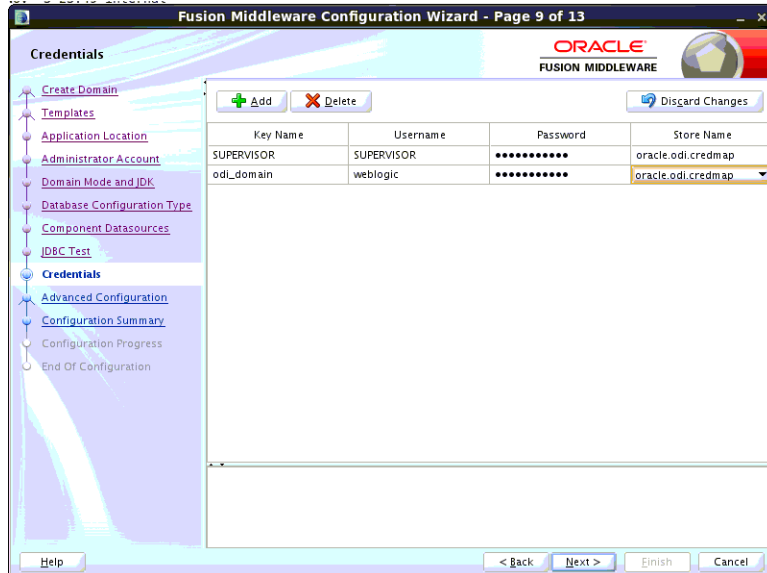 Fusion Middleware Configuration Wizard - Page 9 of 13
Credentials
ORACLE
FUSION MIDDLEWARE
Create Domain
Templates
Application Location
Administrator Account
Domain Mode and JDK
Database Configuration Type
Component Datasources
JDBC Test
Credentials
Advanced Configuration
Configuration Summary
Configuration Progress
End Of Configuration
Add Delete Discard Changes
Key Name Username Password Store Name
SUPERVISOR SUPERVISOR ●●●●●●●●●●● oracle.odi.credmap
odi_domain weblogic ●●●●●●●●●●● oracle.odi.credmap
Help < Back Next > Finish Cancel